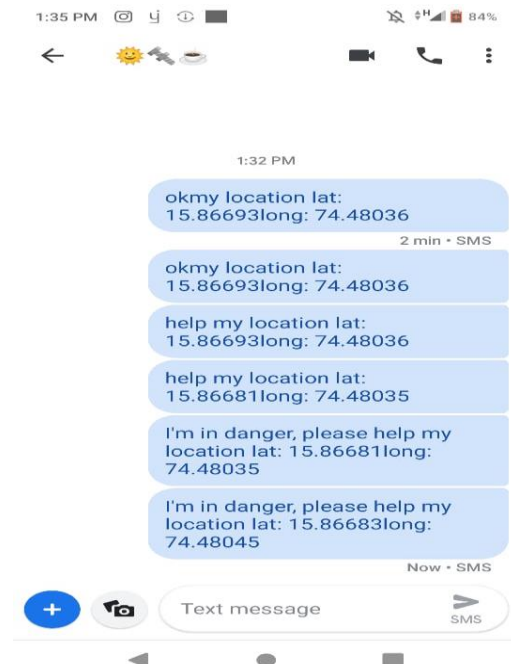 1:35 PM 84%
1:32 PM
okmy location lat:
15.86693long: 74.48036
2 min • SMS
okmy location lat:
15.86693long: 74.48036
help my location lat:
15.86693long: 74.48036
help my location lat:
15.86681long: 74.48035
I'm in danger, please help my
location lat: 15.86681long:
74.48035
I'm in danger, please help my
location lat: 15.86683long:
74.48045
Now • SMS
Text message
SMS